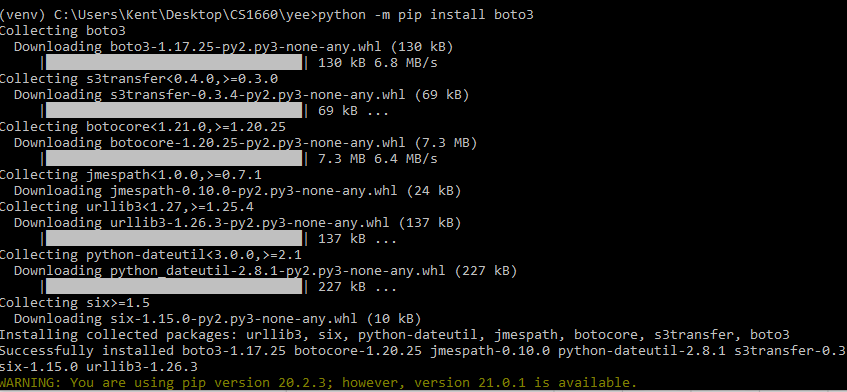 (venv) C:\Users\Kent\Desktop\CS1660\yee>python -m pip install boto3
Collecting boto3
  Downloading boto3-1.17.25-py2.py3-none-any.whl (130 kB)
     |████████████████████████████████| 130 kB 6.8 MB/s
Collecting s3transfer<0.4.0,>=0.3.0
  Downloading s3transfer-0.3.4-py2.py3-none-any.whl (69 kB)
     |████████████████████████████████| 69 kB ...
Collecting botocore<1.21.0,>=1.20.25
  Downloading botocore-1.20.25-py2.py3-none-any.whl (7.3 MB)
     |████████████████████████████████| 7.3 MB 6.4 MB/s
Collecting jmespath<1.0.0,>=0.7.1
  Downloading jmespath-0.10.0-py2.py3-none-any.whl (24 kB)
Collecting urllib3<1.27,>=1.25.4
  Downloading urllib3-1.26.3-py2.py3-none-any.whl (137 kB)
     |████████████████████████████████| 137 kB ...
Collecting python-dateutil<3.0.0,>=2.1
  Downloading python_dateutil-2.8.1-py2.py3-none-any.whl (227 kB)
     |████████████████████████████████| 227 kB ...
Collecting six>=1.5
  Downloading six-1.15.0-py2.py3-none-any.whl (10 kB)
Installing collected packages: urllib3, six, python-dateutil, jmespath, botocore, s3transfer, boto3
Successfully installed boto3-1.17.25 botocore-1.20.25 jmespath-0.10.0 python-dateutil-2.8.1 s3transfer-0.3
six-1.15.0 urllib3-1.26.3
WARNING: You are using pip version 20.2.3; however, version 21.0.1 is available.